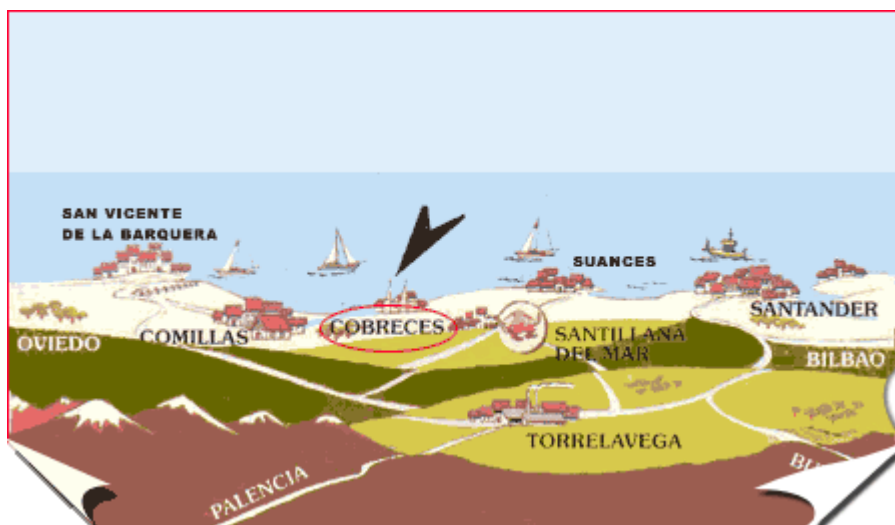 SAN VICENTE
DE LA BARQUERA
SUANCES
SANTANDER
COMILLAS
COBRECES
SANTILLANA
DEL MAR
OVIEDO
BILBAO
TORRELAVEGA
PALENCIA